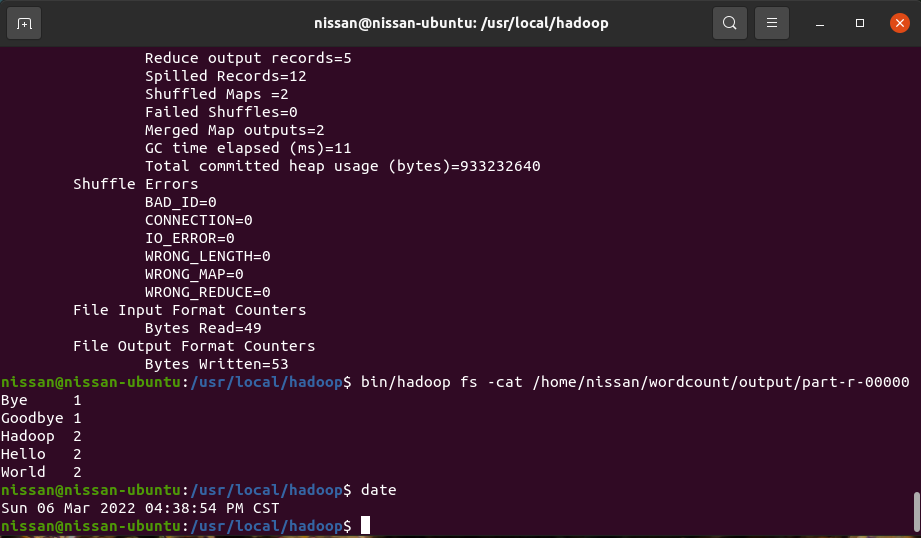 nissan@nissan-ubuntu: /usr/local/hadoop
Reduce output records=5
Spilled Records=12
Shuffled Maps =2
Failed Shuffles=0
Merged Map outputs=2
GC time elapsed (ms)=11
Total committed heap usage (bytes)=933232640
Shuffle Errors
BAD_ID=0
CONNECTION=0
IO_ERROR=0
WRONG_LENGTH=0
WRONG_MAP=0
WRONG_REDUCE=0
File Input Format Counters
Bytes Read=49
File Output Format Counters
Bytes Written=53
nissan@nissan-ubuntu:/usr/local/hadoop$ bin/hadoop fs -cat /home/nissan/wordcount/output/part-r-00000
Bye 1
Goodbye 1
Hadoop 2
Hello 2
World 2
nissan@nissan-ubuntu:/usr/local/hadoop$ date
Sun 06 Mar 2022 04:38:54 PM CST
nissan@nissan-ubuntu:/usr/local/hadoop$